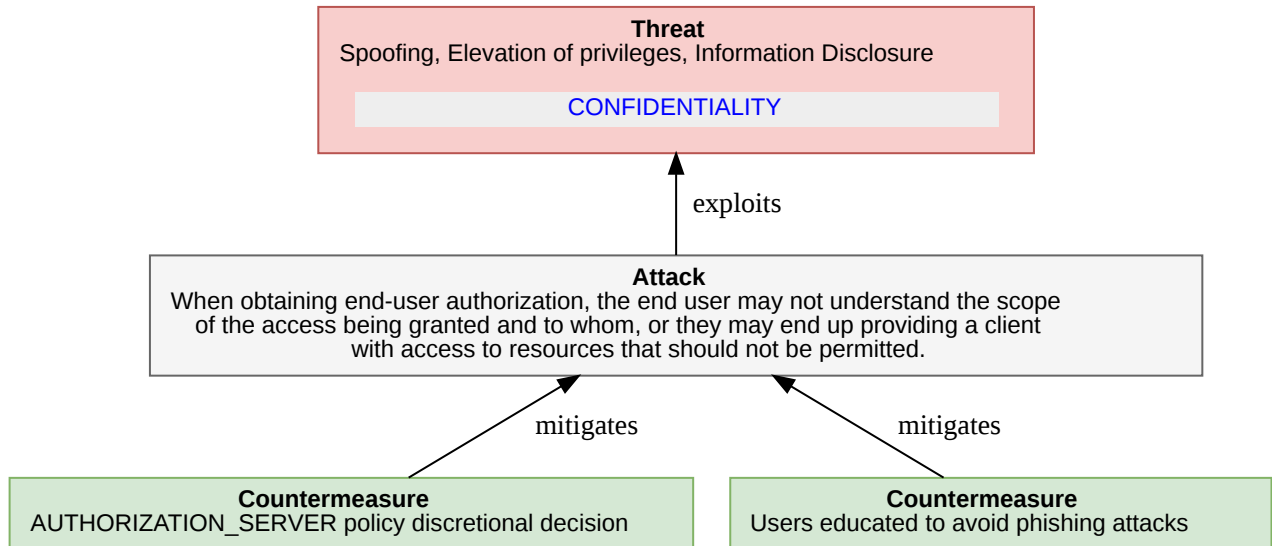 Threat
Spoofing, Elevation of privileges, Information Disclosure
CONFIDENTIALITY
exploits
Attack
When obtaining end-user authorization, the end user may not understand the scope
of the access being granted and to whom, or they may end up providing a client
with access to resources that should not be permitted.
mitigates
mitigates
Countermeasure
AUTHORIZATION_SERVER policy discretional decision
Countermeasure
Users educated to avoid phishing attacks